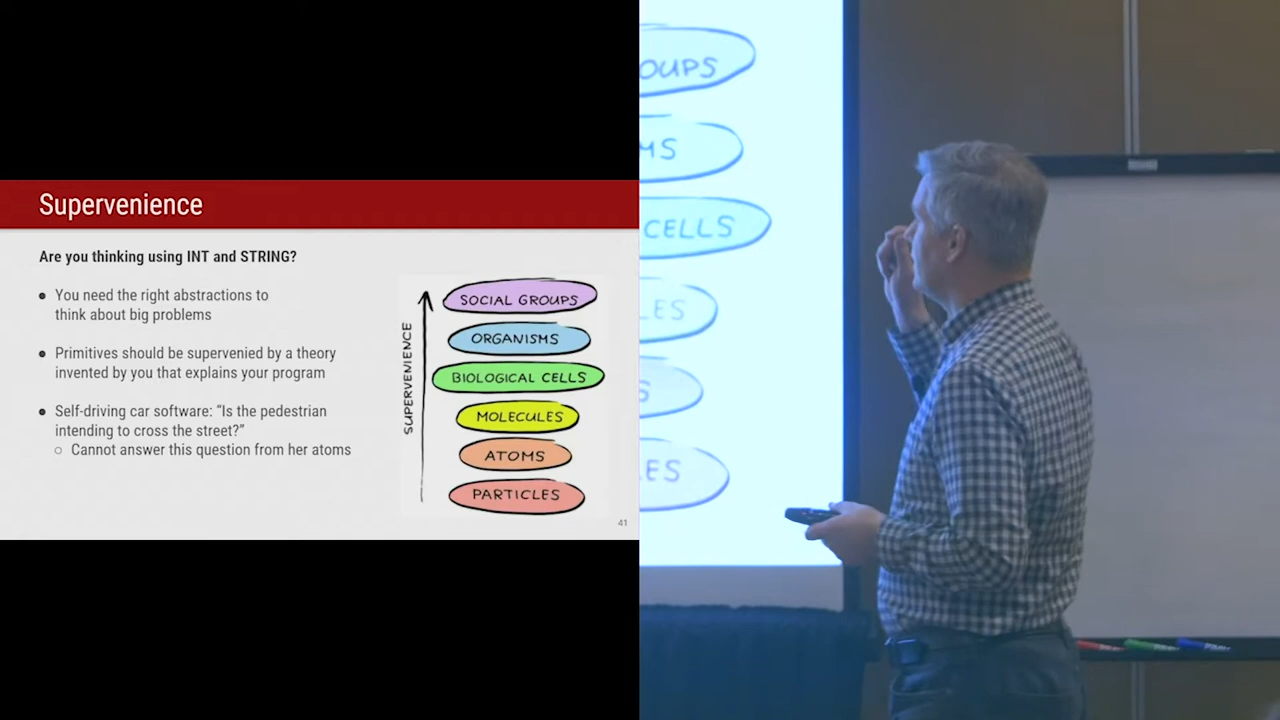 Supervenience
Are you thinking using INT and STRING?
You need the right abstractions to
think about big problems
Primitives should be supervenied by a theory
invented by you that explains your program
Self-driving car software: “Is the pedestrian
intending to cross the street?”
Cannot answer this question from her atoms
SUPERVENIENCE
SOCIAL GROUPS
ORGANISMS
BIOLOGICAL CELLS
MOLECULES
ATOMS
PARTICLES
41
OUPS
MS
CELLS
LES
S
LES